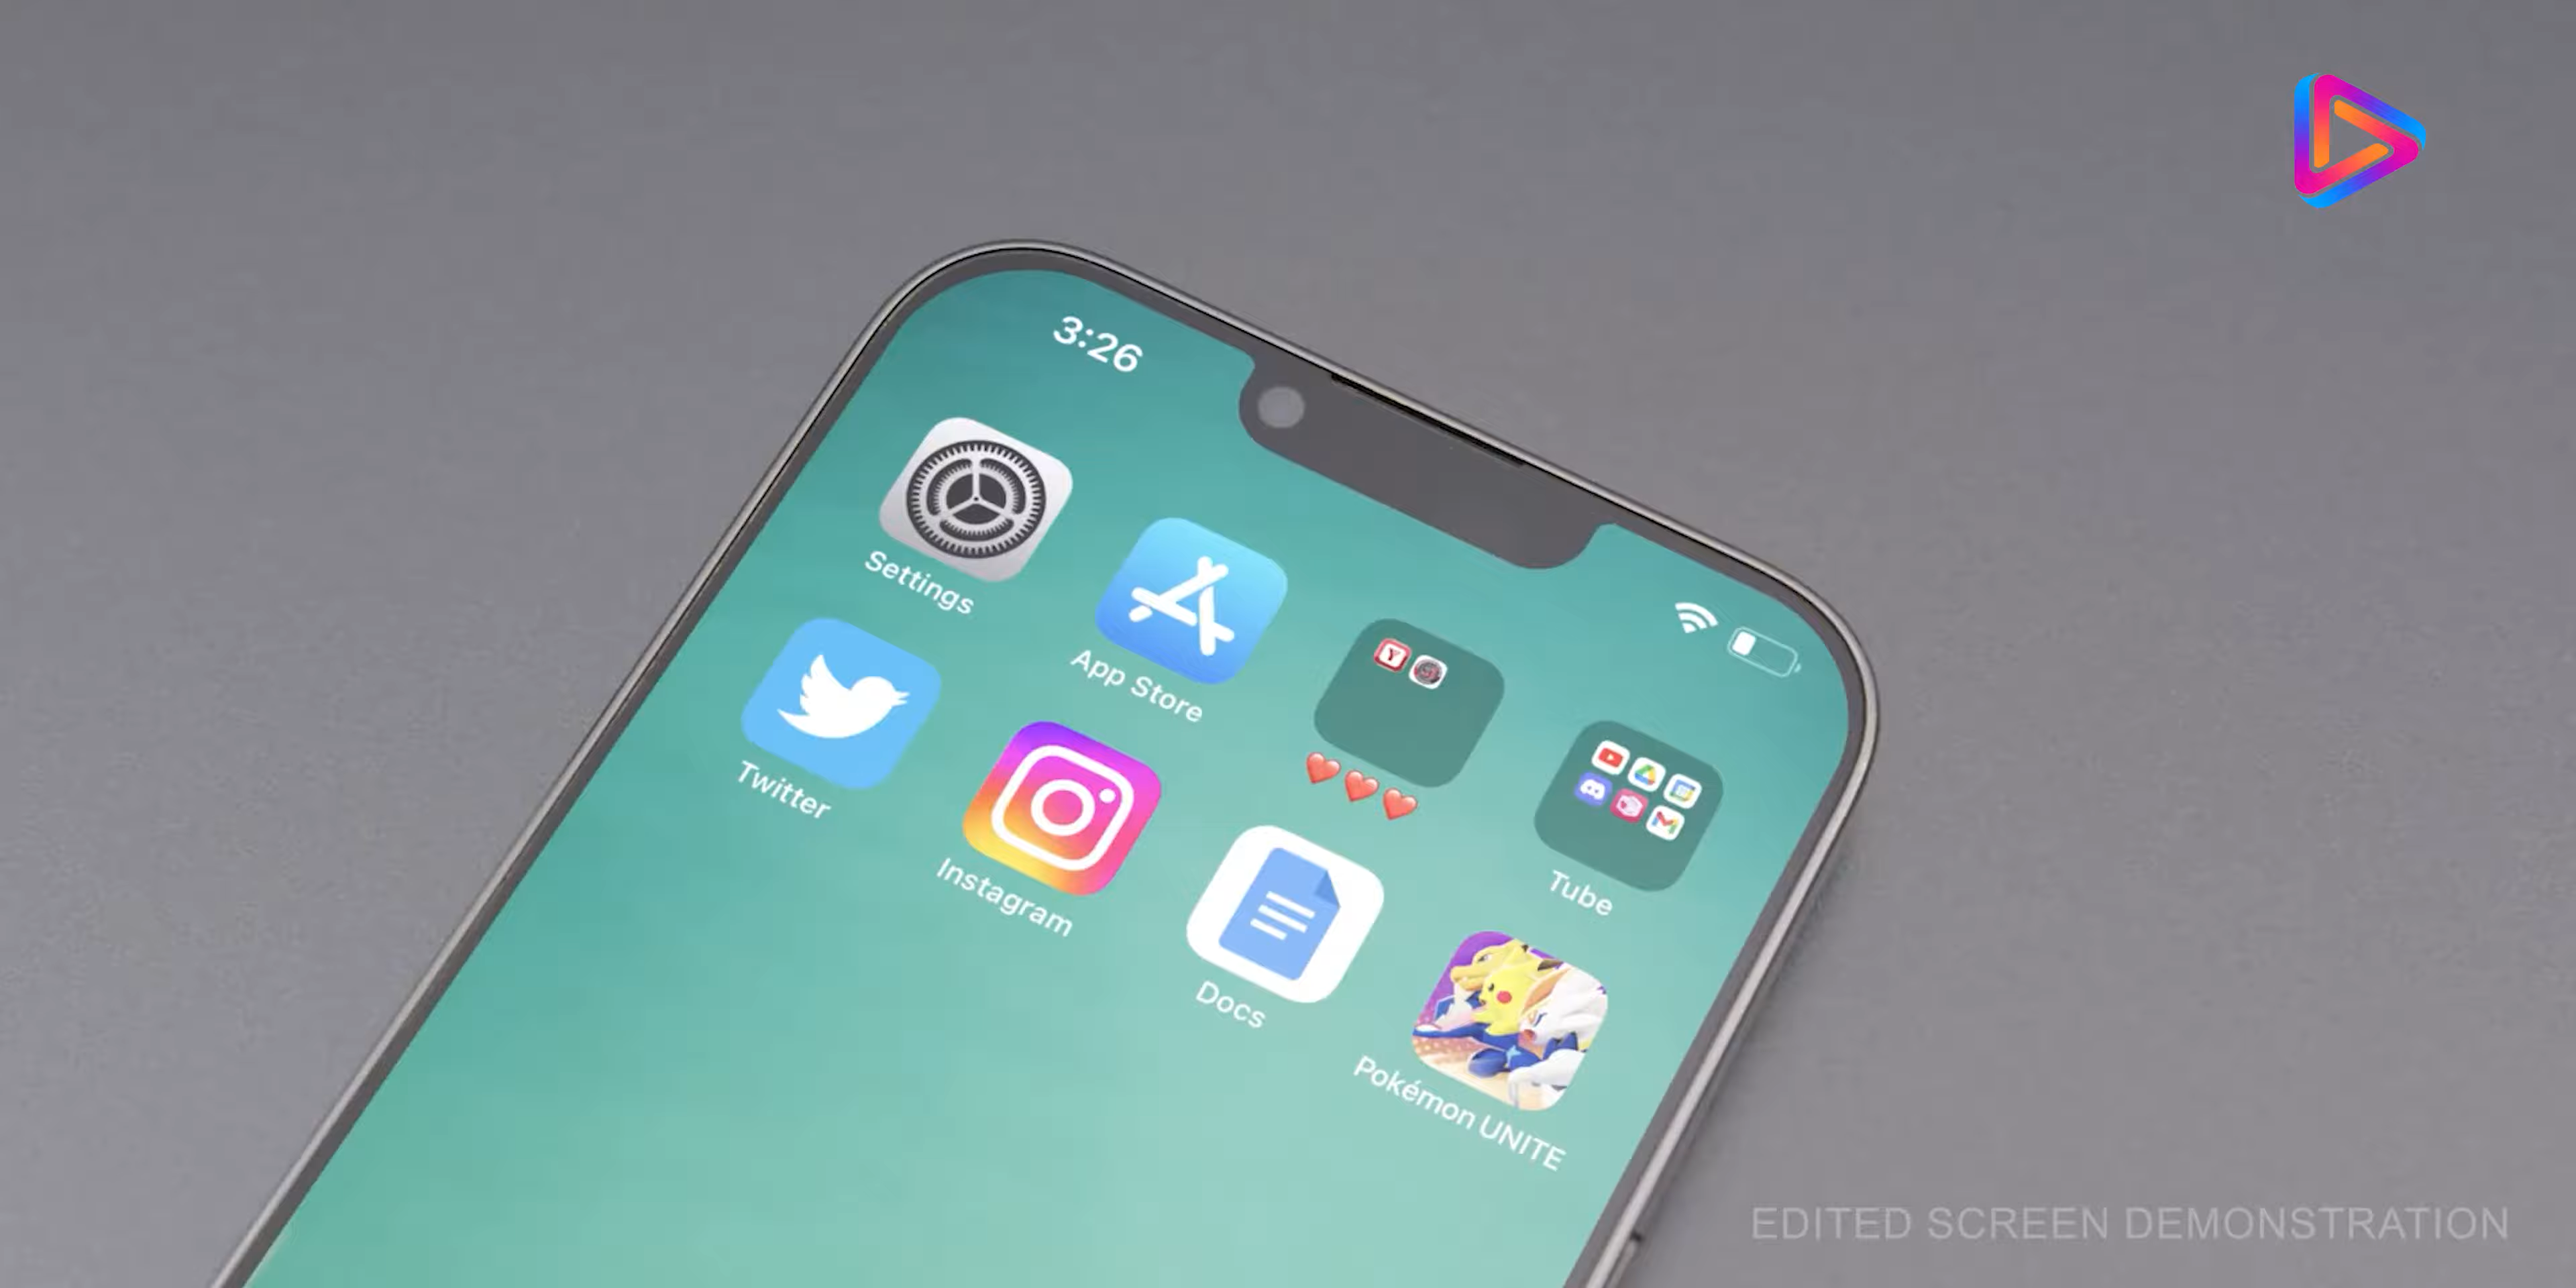 3:26
Settings
App Store
❤️❤️❤️
Tube
Twitter
Instagram
Docs
Pokémon UNITE
EDITED SCREEN DEMONSTRATION